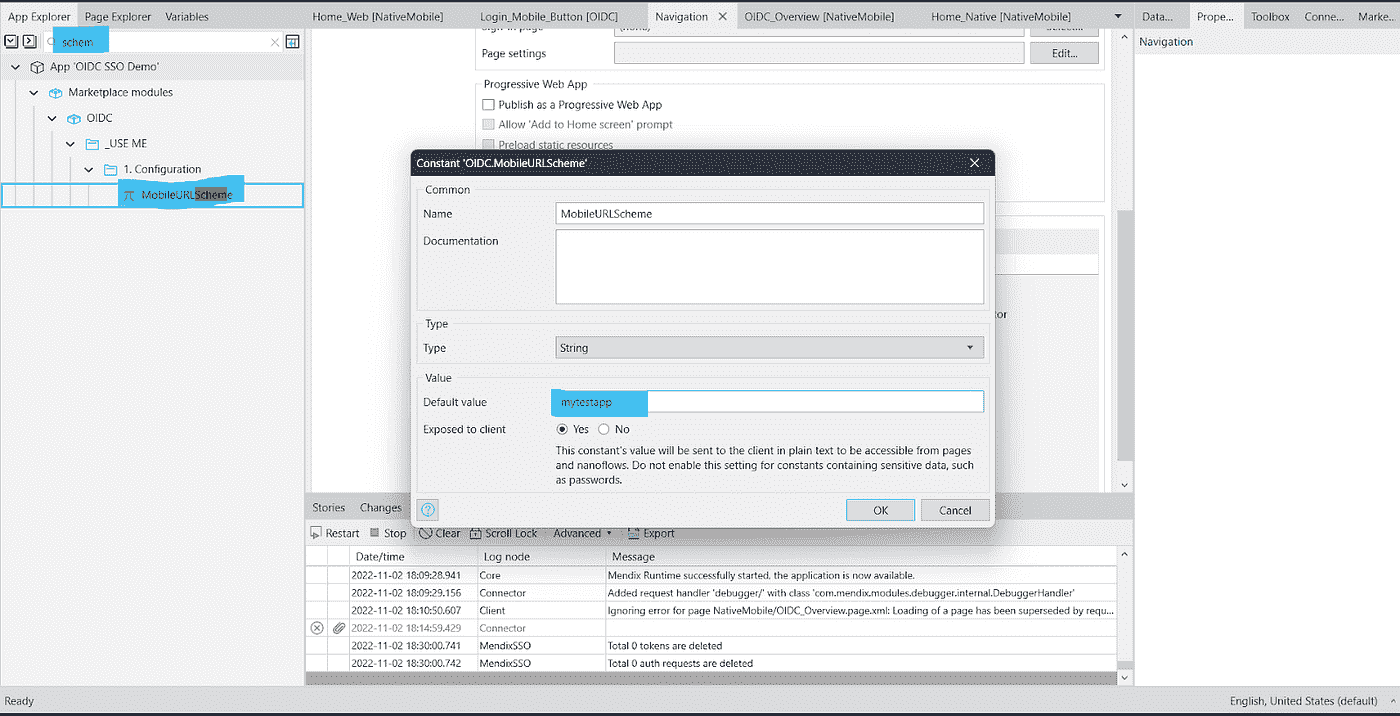 App Explorer Page Explorer Variables Home_Web [NativeMobile] Login_Mobile_Button [OIDC] Navigation OIDC_Overview [NativeMobile] Home_Native [NativeMobile] Data... Prope... Toolbox Conne... Marke...
schem
Navigation
Page settings Edit...
App 'OIDC SSO Demo'
Marketplace modules
OIDC
_USE ME
1. Configuration
MobileURLScheme
Progressive Web App
Publish as a Progressive Web App
Allow 'Add to Home screen' prompt
Preload static resources
Constant 'OIDC.MobileURLScheme'
Common
Name MobileURLScheme
Documentation
Type
Type String
Value
Default value mytestapp
Exposed to client Yes No
This constant's value will be sent to the client in plain text to be accessible from pages
and nanoflows. Do not enable this setting for constants containing sensitive data, such
as passwords.
OK Cancel
tor
Stories Changes
Restart Stop Clear Scroll Lock Advanced Export
Date/time Log node Message
2022-11-02 18:09:28.941 Core Mendix Runtime successfully started, the application is now available.
2022-11-02 18:09:29.156 Connector Added request handler 'debugger/' with class 'com.mendix.modules.debugger.internal.DebuggerHandler'
2022-11-02 18:10:50.607 Client Ignoring error for page NativeMobile/OIDC_Overview.page.xml: Loading of a page has been superseded by requ...
2022-11-02 18:14:59.429 Connector
2022-11-02 18:30:00.741 MendixSSO Total 0 tokens are deleted
2022-11-02 18:30:00.742 MendixSSO Total 0 auth requests are deleted
Ready English, United States (default)